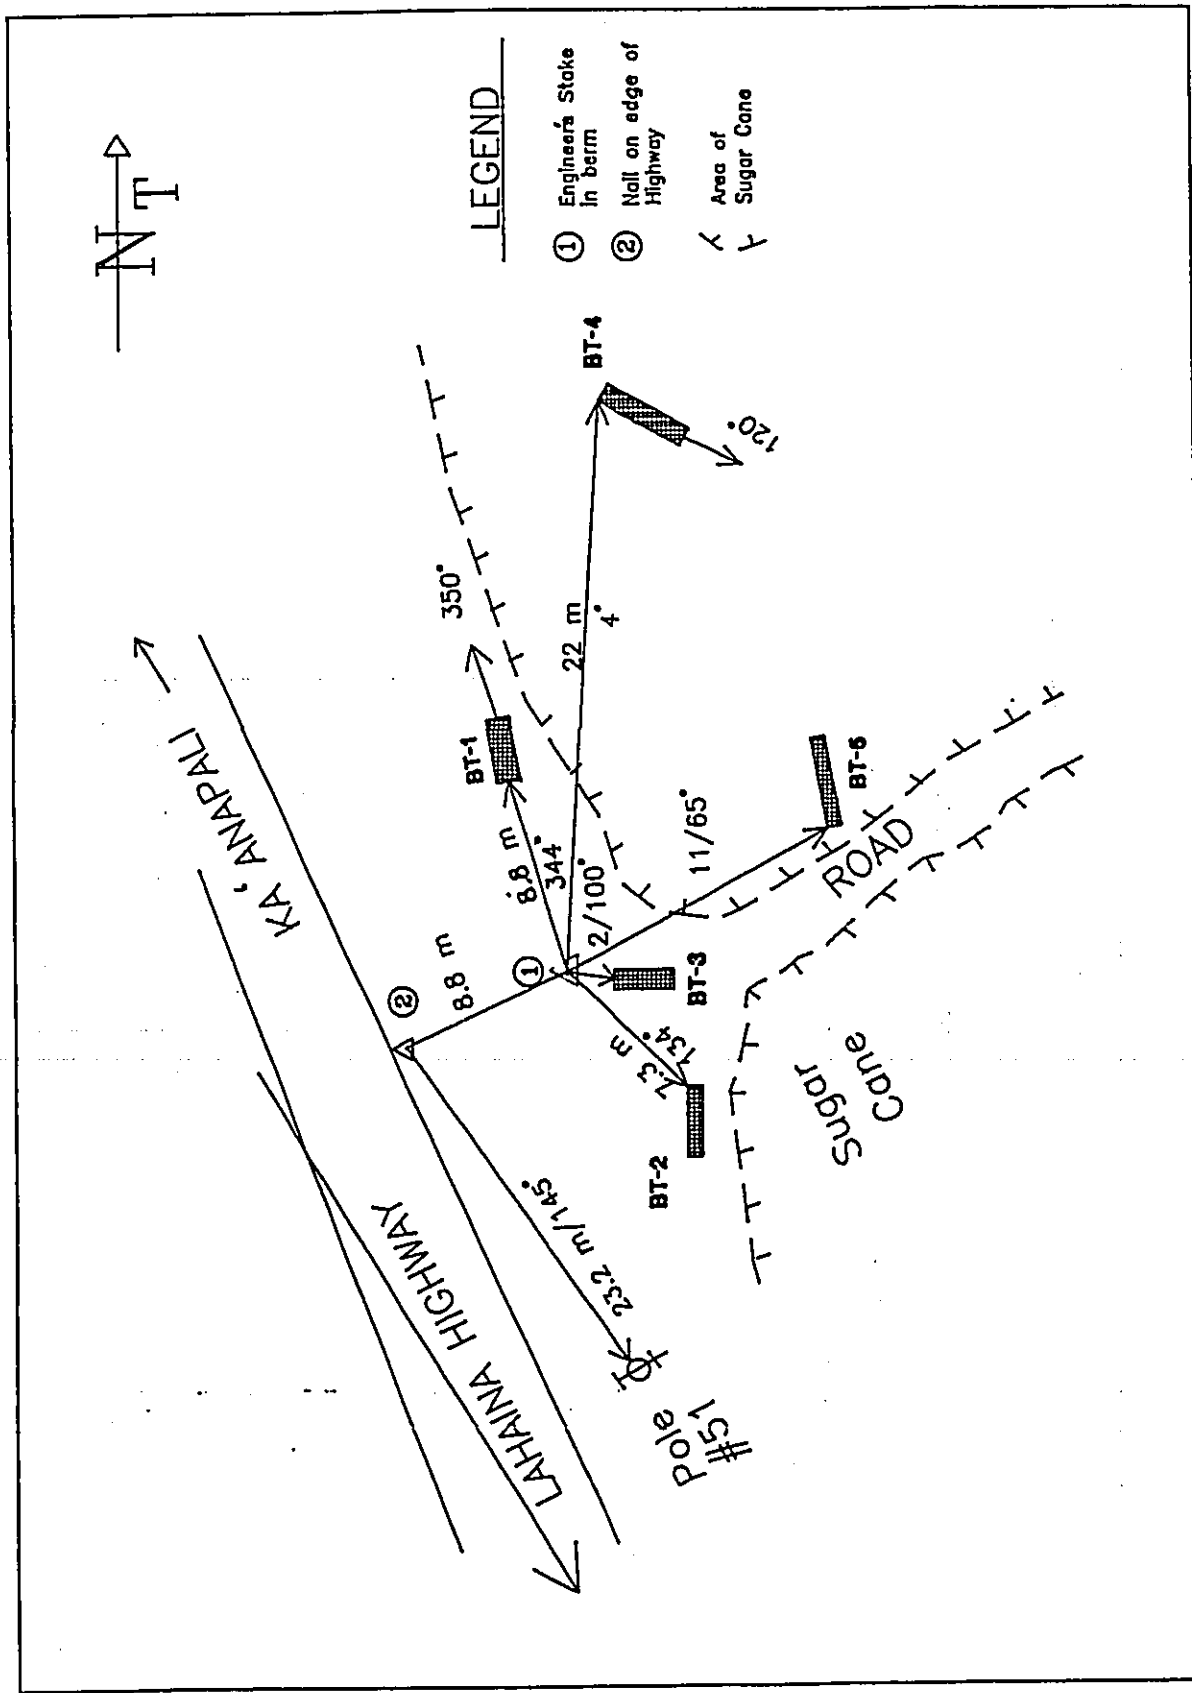 N
T
LEGEND
1 Engineer's Stake
in berm
2 Nail on edge of
Highway
Area of
Sugar Cane
KA'ANAPALI
LAHAINA HIGHWAY
2
8.8 m
1
8.8 m
344°
BT-1
350°
22 m
4°
BT-4
120°
2/100°
BT-3
11/65°
BT-5
ROAD
7.3 m
134°
BT-2
23.2 m/145°
Pole
#51
Sugar
Cane